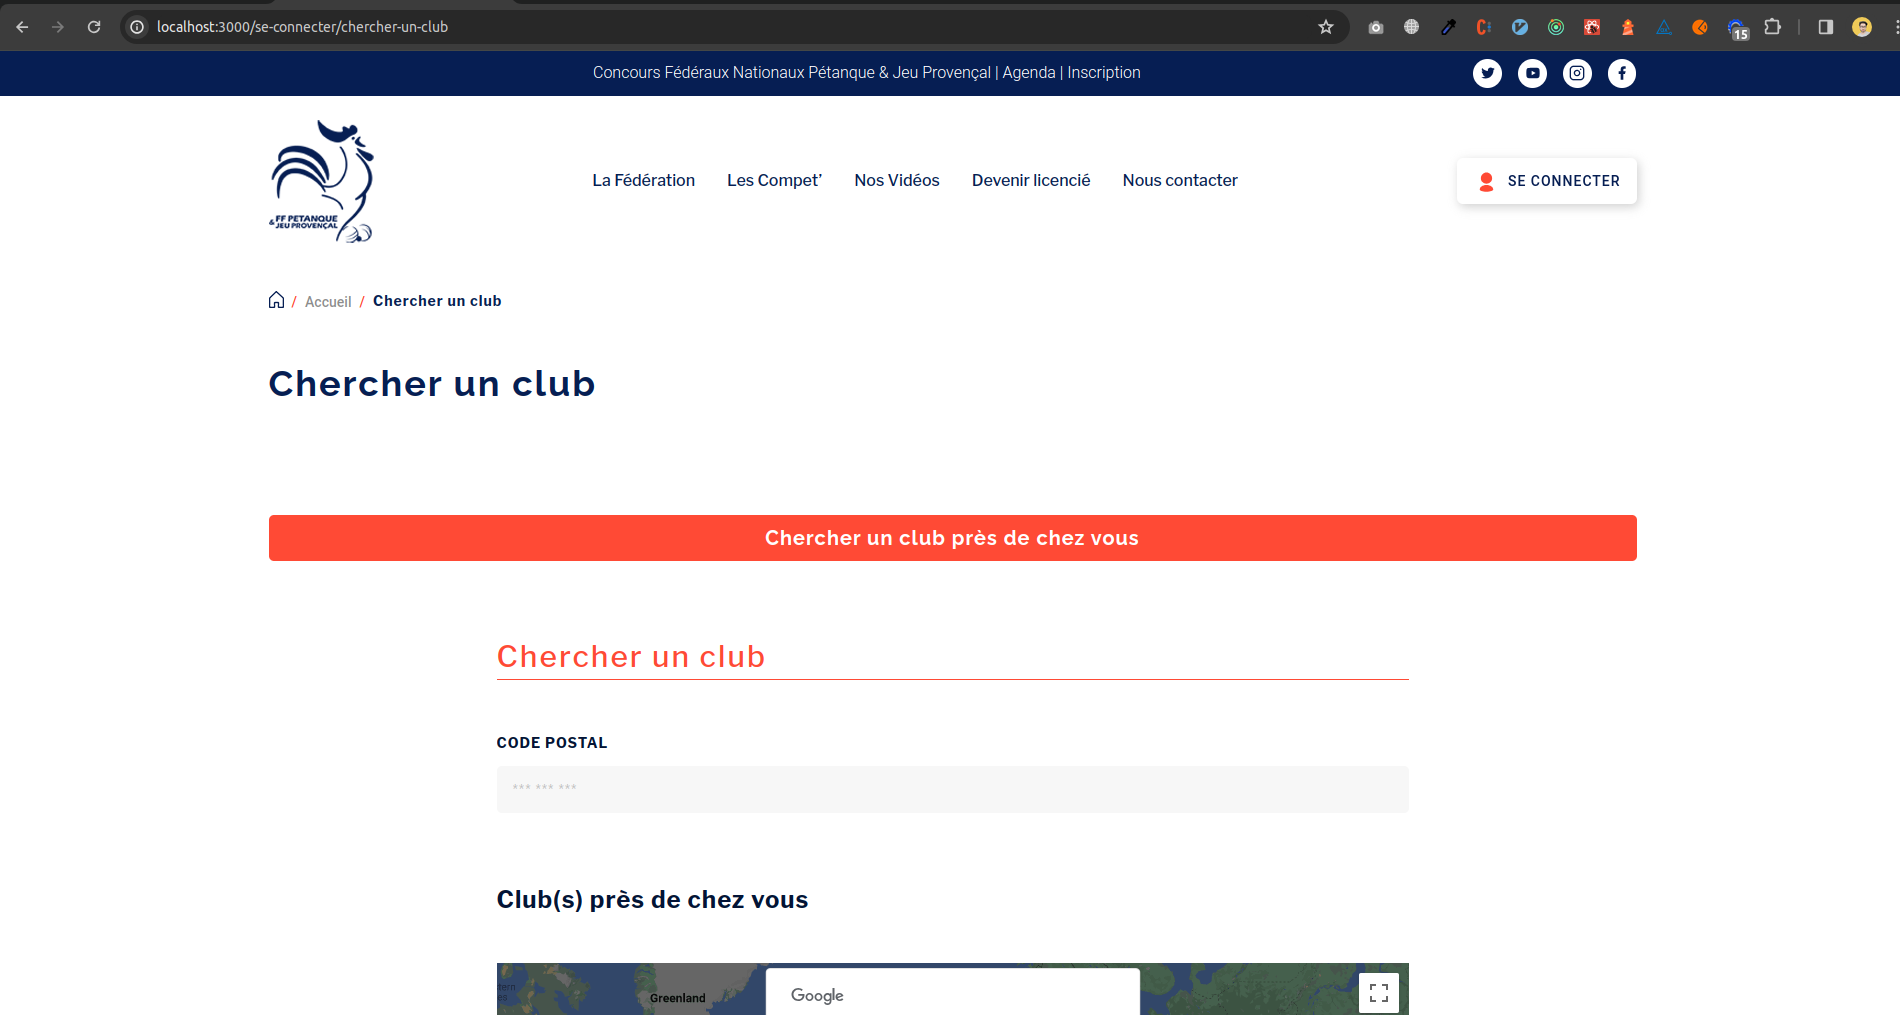 localhost:3000/se-connecter/chercher-un-club
15
Concours Fédéraux Nationaux Pétanque & Jeu Provençal | Agenda | Inscription
FF PETANQUE
& JEU PROVENÇAL
La Fédération
Les Compet’
Nos Vidéos
Devenir licencié
Nous contacter
SE CONNECTER
/ Accueil / Chercher un club
Chercher un club
Chercher un club près de chez vous
Chercher un club
CODE POSTAL
*** *** ***
Club(s) près de chez vous
Greenland
Google